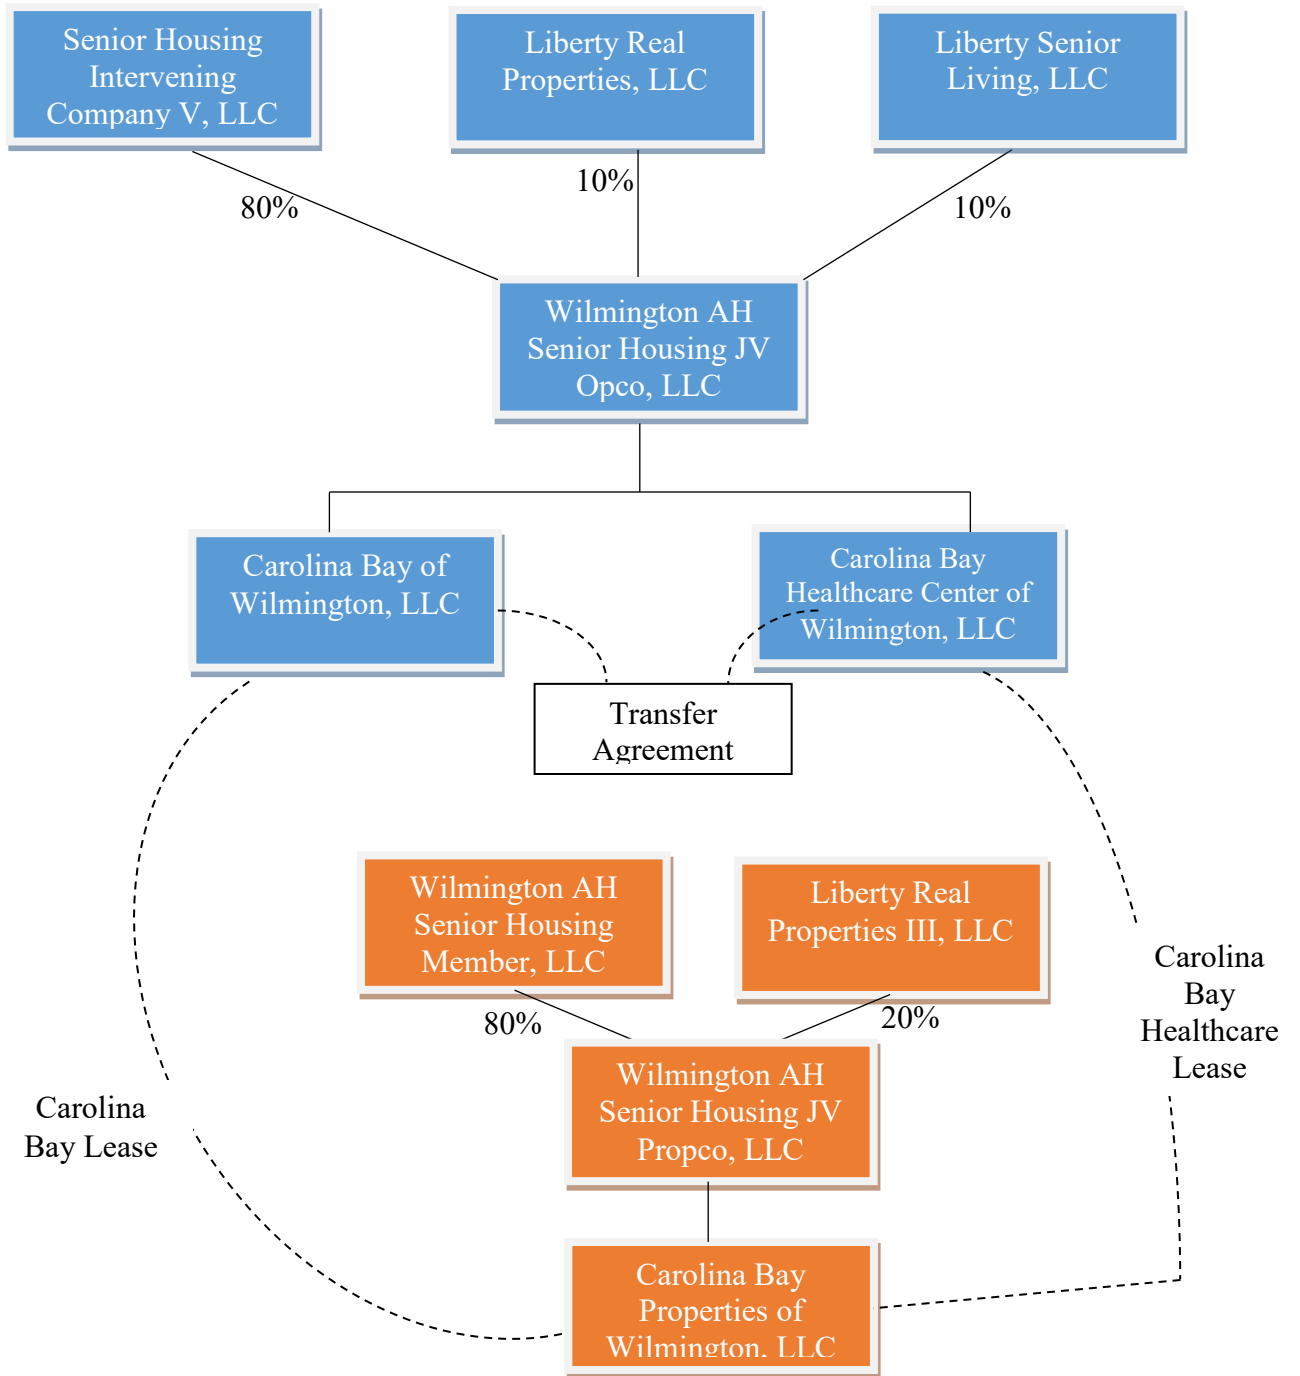 Senior Housing
Intervening
Company V, LLC
Liberty Real
Properties, LLC
Liberty Senior
Living, LLC
80%
10%
10%
Wilmington AH
Senior Housing JV
Opco, LLC
Carolina Bay of
Wilmington, LLC
Carolina Bay
Healthcare Center of
Wilmington, LLC
Transfer
Agreement
Wilmington AH
Senior Housing
Member, LLC
Liberty Real
Properties III, LLC
Carolina
Bay
Healthcare
Lease
80%
20%
Wilmington AH
Senior Housing JV
Propco, LLC
Carolina
Bay Lease
Carolina Bay
Properties of
Wilmington, LLC